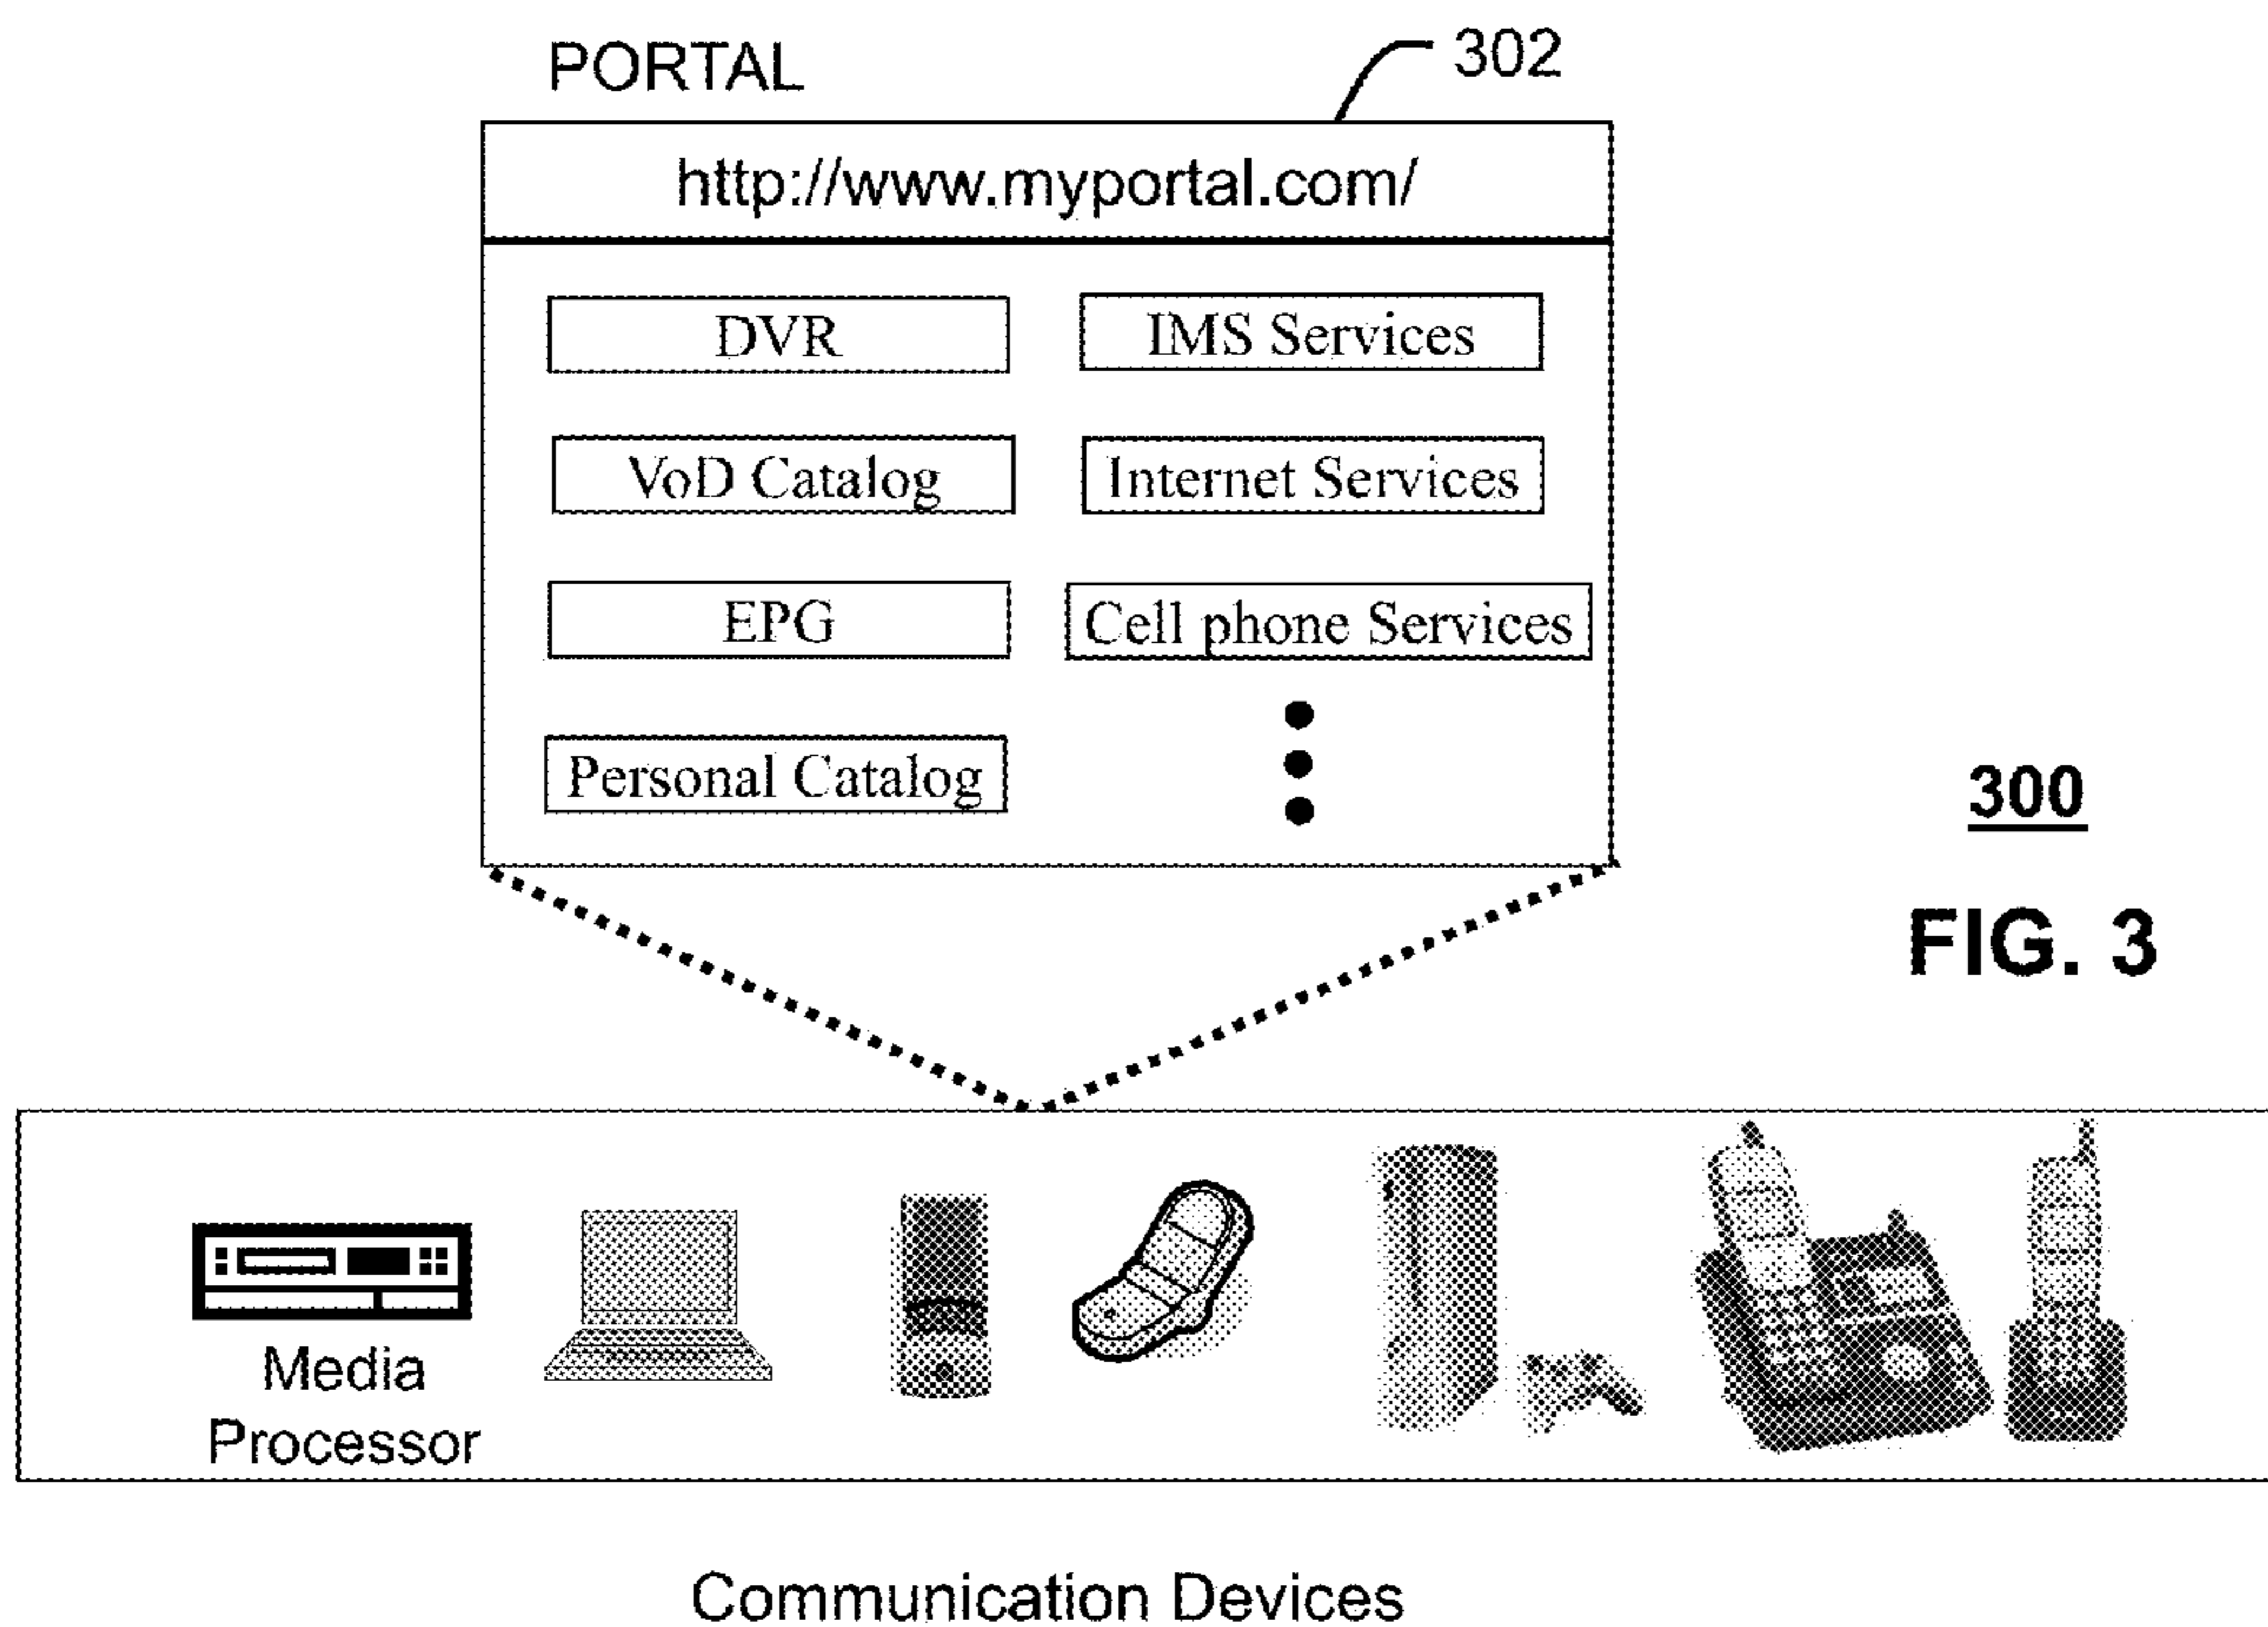 PORTAL
302
http://www.myportal.com/
DVR
IMS Services
VoD Catalog
Internet Services
EPG
Cell phone Services
Personal Catalog
300
FIG. 3
Media
Processor
Communication Devices